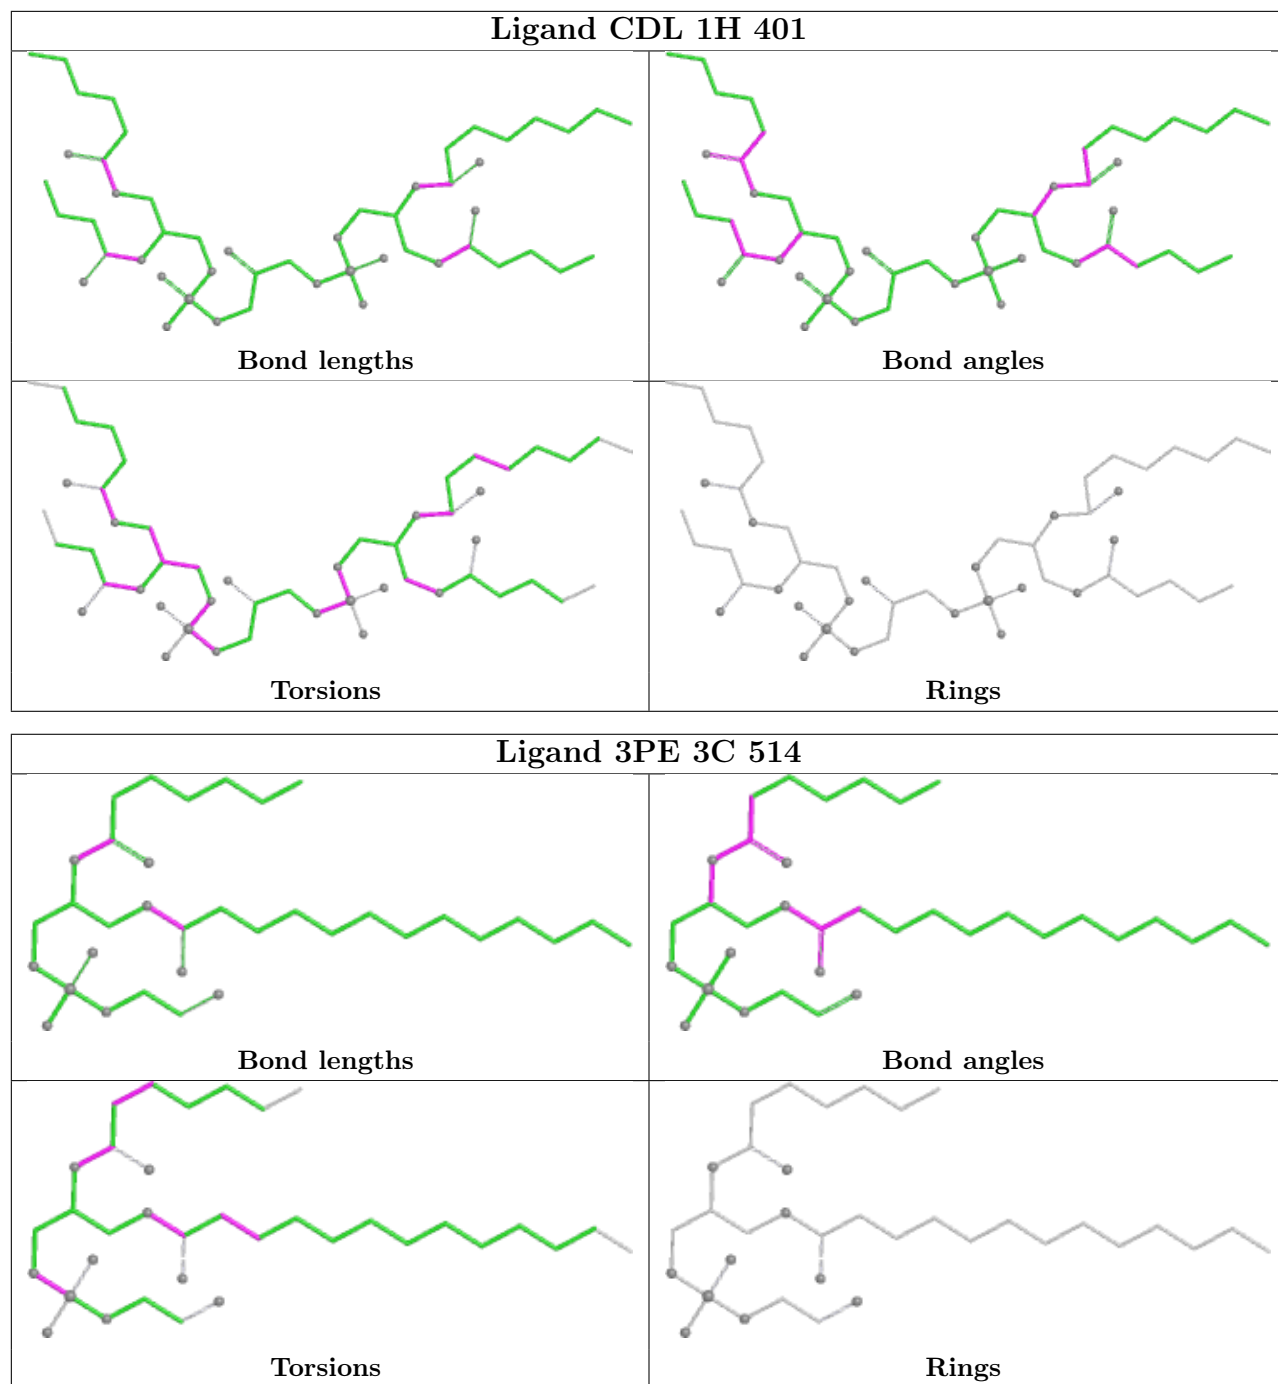 Ligand CDL 1H 401
Bond lengths
Bond angles
Torsions
Rings
Ligand 3PE 3C 514
Bond lengths
Bond angles
Torsions
Rings